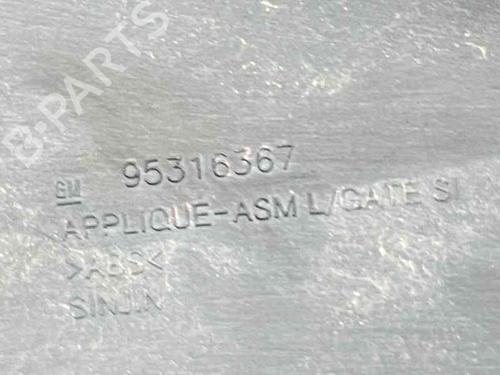 B-PARTS
GM 95316367
APPLIQUE-ASM L/GATE SI
>ABS<
SINJIN